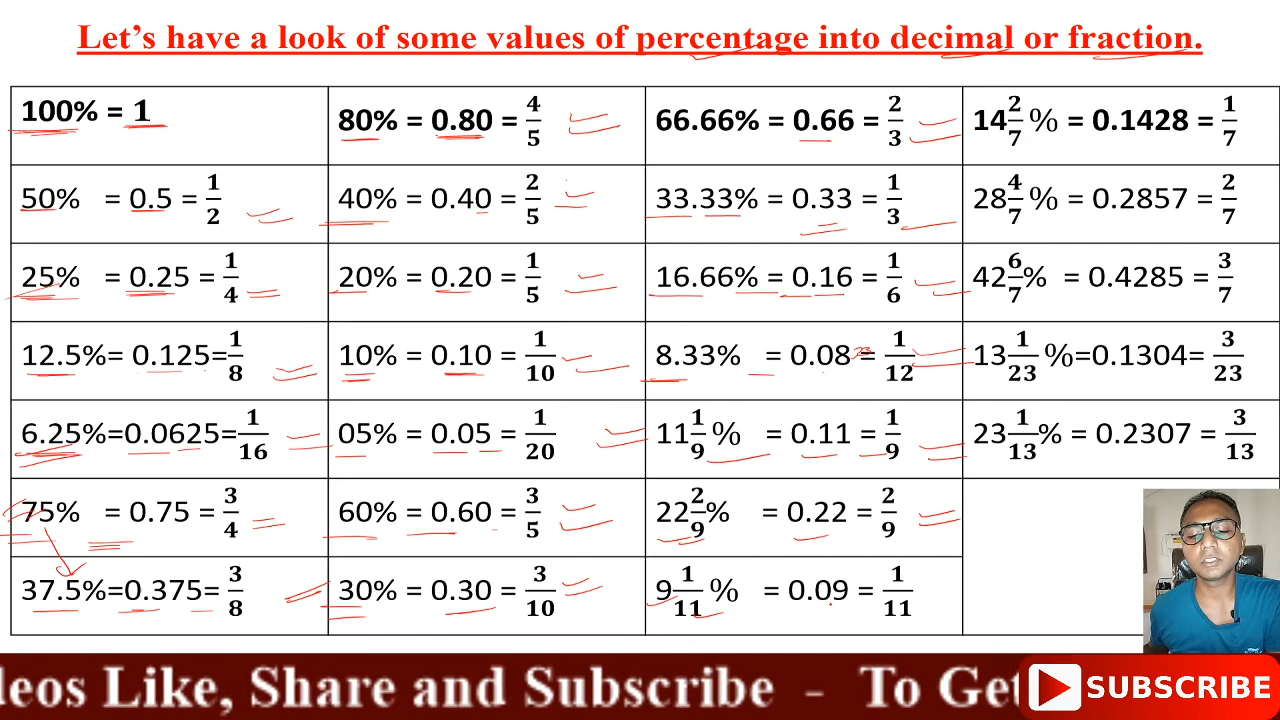 Let’s have a look of some values of percentage into decimal or fraction.
100% = 1
80% = 0.80 = 4/5
66.66% = 0.66 = 2/3
14 2/7 % = 0.1428 = 1/7
50% = 0.5 = 1/2
40% = 0.40 = 2/5
33.33% = 0.33 = 1/3
28 4/7 % = 0.2857 = 2/7
25% = 0.25 = 1/4
20% = 0.20 = 1/5
16.66% = 0.16 = 1/6
42 6/7% = 0.4285 = 3/7
12.5%= 0.125= 1/8
10% = 0.10 = 1/10
8.33% = 0.08 33 = 1/12
13 1/23 %=0.1304= 3/23
6.25%=0.0625= 1/16
05% = 0.05 = 1/20
11 1/9 % = 0.11 = 1/9
23 1/13% = 0.2307 = 3/13
75% = 0.75 = 3/4
60% = 0.60 = 3/5
22 2/9% = 0.22 = 2/9
37.5%=0.375= 3/8
30% = 0.30 = 3/10
9 1/11 % = 0.09 = 1/11
deos Like, Share and Subscribe - To Get
SUBSCRIBE